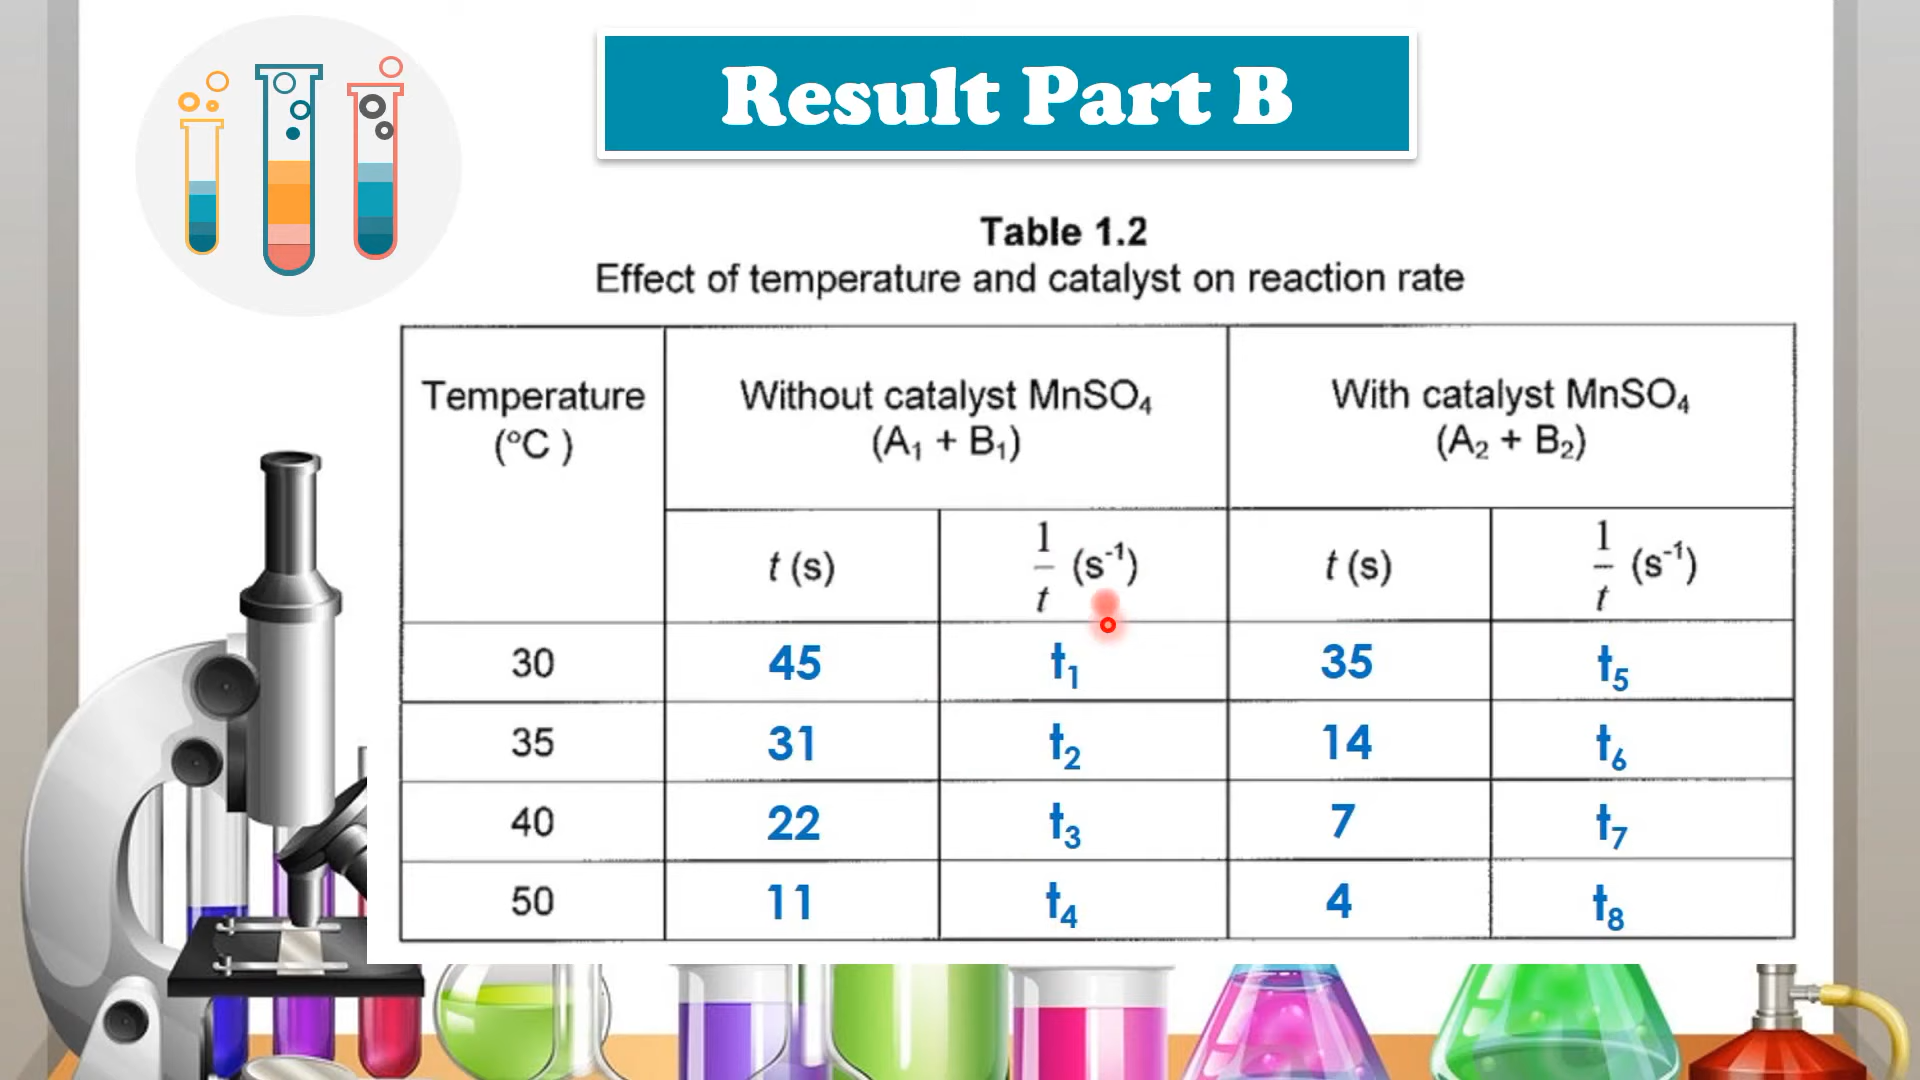 Result Part B
Table 1.2
Effect of temperature and catalyst on reaction rate
Temperature
(°C )
Without catalyst MnSO₄
(A₁ + B₁)
With catalyst MnSO₄
(A₂ + B₂)
t (s)
1/t (s⁻¹)
t (s)
1/t (s⁻¹)
30 45 t₁ 35 t₅
35 31 t₂ 14 t₆
40 22 t₃ 7 t₇
50 11 t₄ 4 t₈